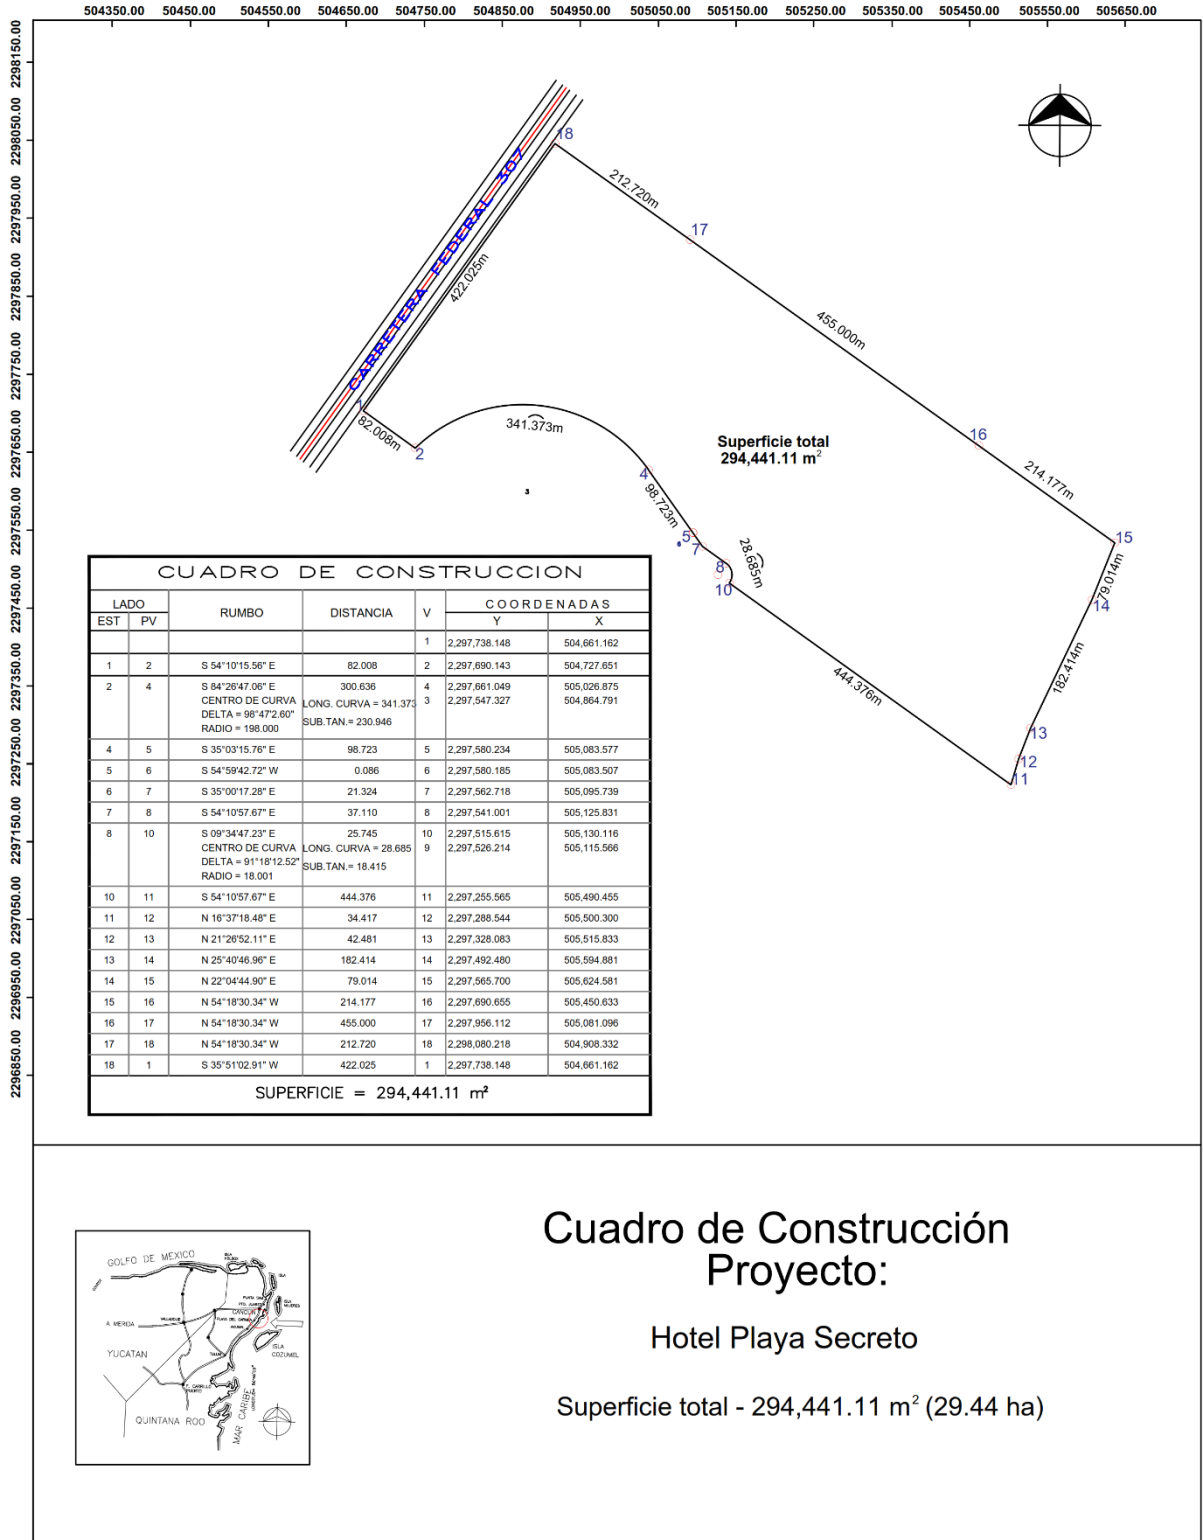 504350.00 504450.00 504550.00 504650.00 504750.00 504850.00 504950.00 505050.00 505150.00 505250.00 505350.00 505450.00 505550.00 505650.00
2298150.00
2298050.00
2297950.00
2297850.00
2297750.00
2297650.00
2297550.00
2297450.00
2297350.00
2297250.00
2297150.00
2297050.00
2296950.00
2296850.00
CARRETERA FEDERAL 307
18
212.720m
17
422.025m
455.000m
1
82.008m
2
341.373m
3
4
98.723m
5
7
8
28.685m
10
Superficie total
294,441.11 m²
16
214.177m
15
79.014m
14
182.414m
13
12
11
444.376m
CUADRO DE CONSTRUCCION
LADO RUMBO DISTANCIA V COORDENADAS
EST PV Y X
1 2,297,738.148 504,661.162
1 2 S 54°10'15.56" E 82.008 2 2,297,690.143 504,727.651
2 4 S 84°26'47.06" E 300.636 4 2,297,661.049 505,026.875
CENTRO DE CURVA LONG. CURVA = 341.373 3 2,297,547.327 504,864.791
DELTA = 98°47'2.60" SUB.TAN.= 230.946
RADIO = 198.000
4 5 S 35°03'15.76" E 98.723 5 2,297,580.234 505,083.577
5 6 S 54°59'42.72" W 0.086 6 2,297,580.185 505,083.507
6 7 S 35°00'17.28" E 21.324 7 2,297,562.718 505,095.739
7 8 S 54°10'57.67" E 37.110 8 2,297,541.001 505,125.831
8 10 S 09°34'47.23" E 25.745 10 2,297,515.615 505,130.116
CENTRO DE CURVA LONG. CURVA = 28.685 9 2,297,526.214 505,115.566
DELTA = 91°18'12.52" SUB.TAN.= 18.415
RADIO = 18.001
10 11 S 54°10'57.67" E 444.376 11 2,297,255.565 505,490.455
11 12 N 16°37'18.48" E 34.417 12 2,297,288.544 505,500.300
12 13 N 21°26'52.11" E 42.481 13 2,297,328.083 505,515.833
13 14 N 25°40'46.96" E 182.414 14 2,297,492.480 505,594.881
14 15 N 22°04'44.90" E 79.014 15 2,297,565.700 505,624.581
15 16 N 54°18'30.34" W 214.177 16 2,297,690.655 505,450.633
16 17 N 54°18'30.34" W 455.000 17 2,297,956.112 505,081.096
17 18 N 54°18'30.34" W 212.720 18 2,298,080.218 504,908.332
18 1 S 35°51'02.91" W 422.025 1 2,297,738.148 504,661.162
SUPERFICIE = 294,441.11 m²
GOLFO DE MEXICO
ISLA
ISLA
MUJERES
CANCUN
A MERIDA
VALLADOLID
PLAYA DEL CARMEN
ISLA
COZUMEL
YUCATAN
TULUM
F. CARRILLO
PUERTO
QUINTANA ROO
MAR CARIBE
Cuadro de Construcción
Proyecto:
Hotel Playa Secreto
Superficie total - 294,441.11 m² (29.44 ha)